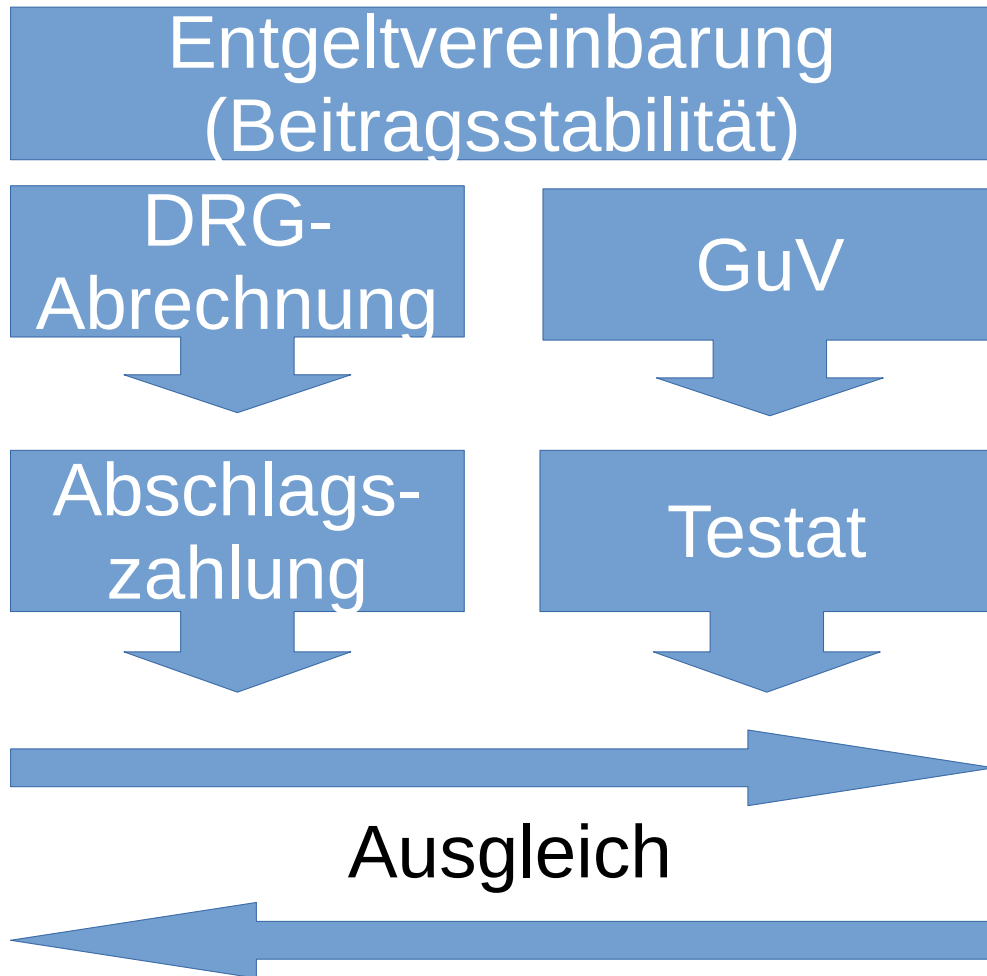 Entgeltvereinbarung
(Beitragsstabilität)
DRG-
Abrechnung
GuV
Abschlags-
zahlung
Testat
Ausgleich